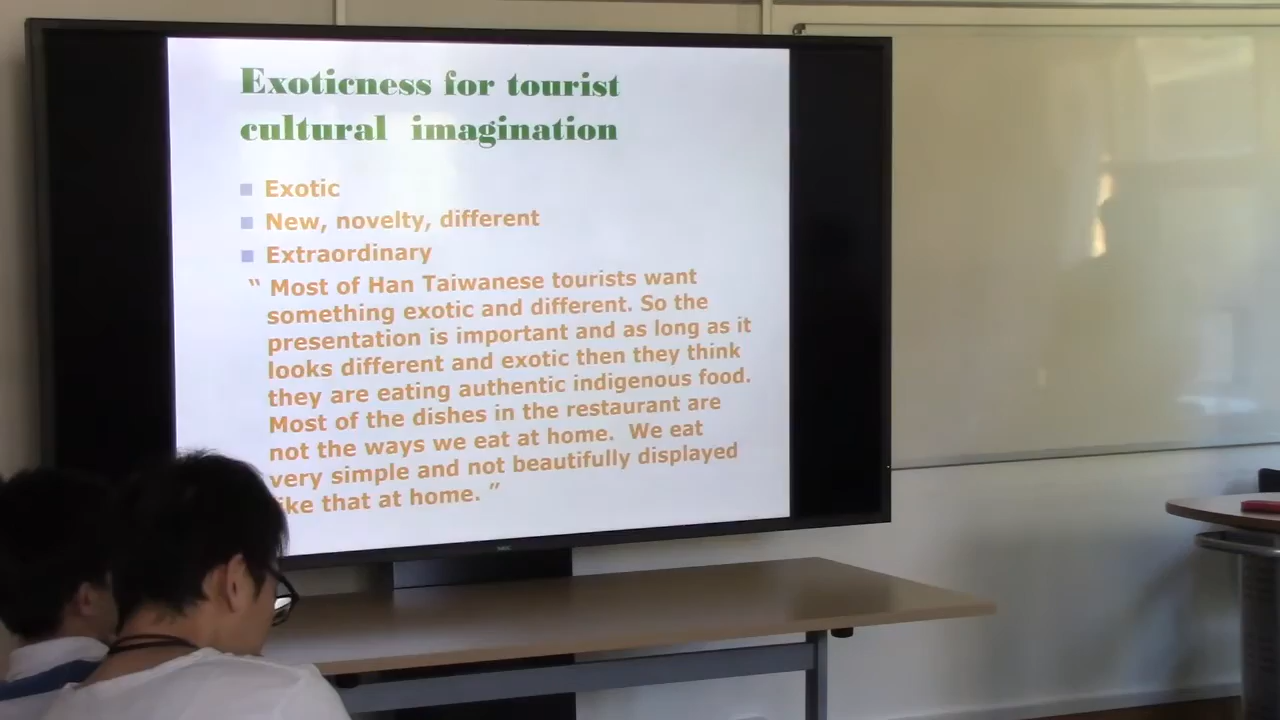 Exoticness for tourist
cultural imagination
Exotic
New, novelty, different
Extraordinary
“ Most of Han Taiwanese tourists want
something exotic and different. So the
presentation is important and as long as it
looks different and exotic then they think
they are eating authentic indigenous food.
Most of the dishes in the restaurant are
not the ways we eat at home. We eat
very simple and not beautifully displayed
like that at home. ”
NEC